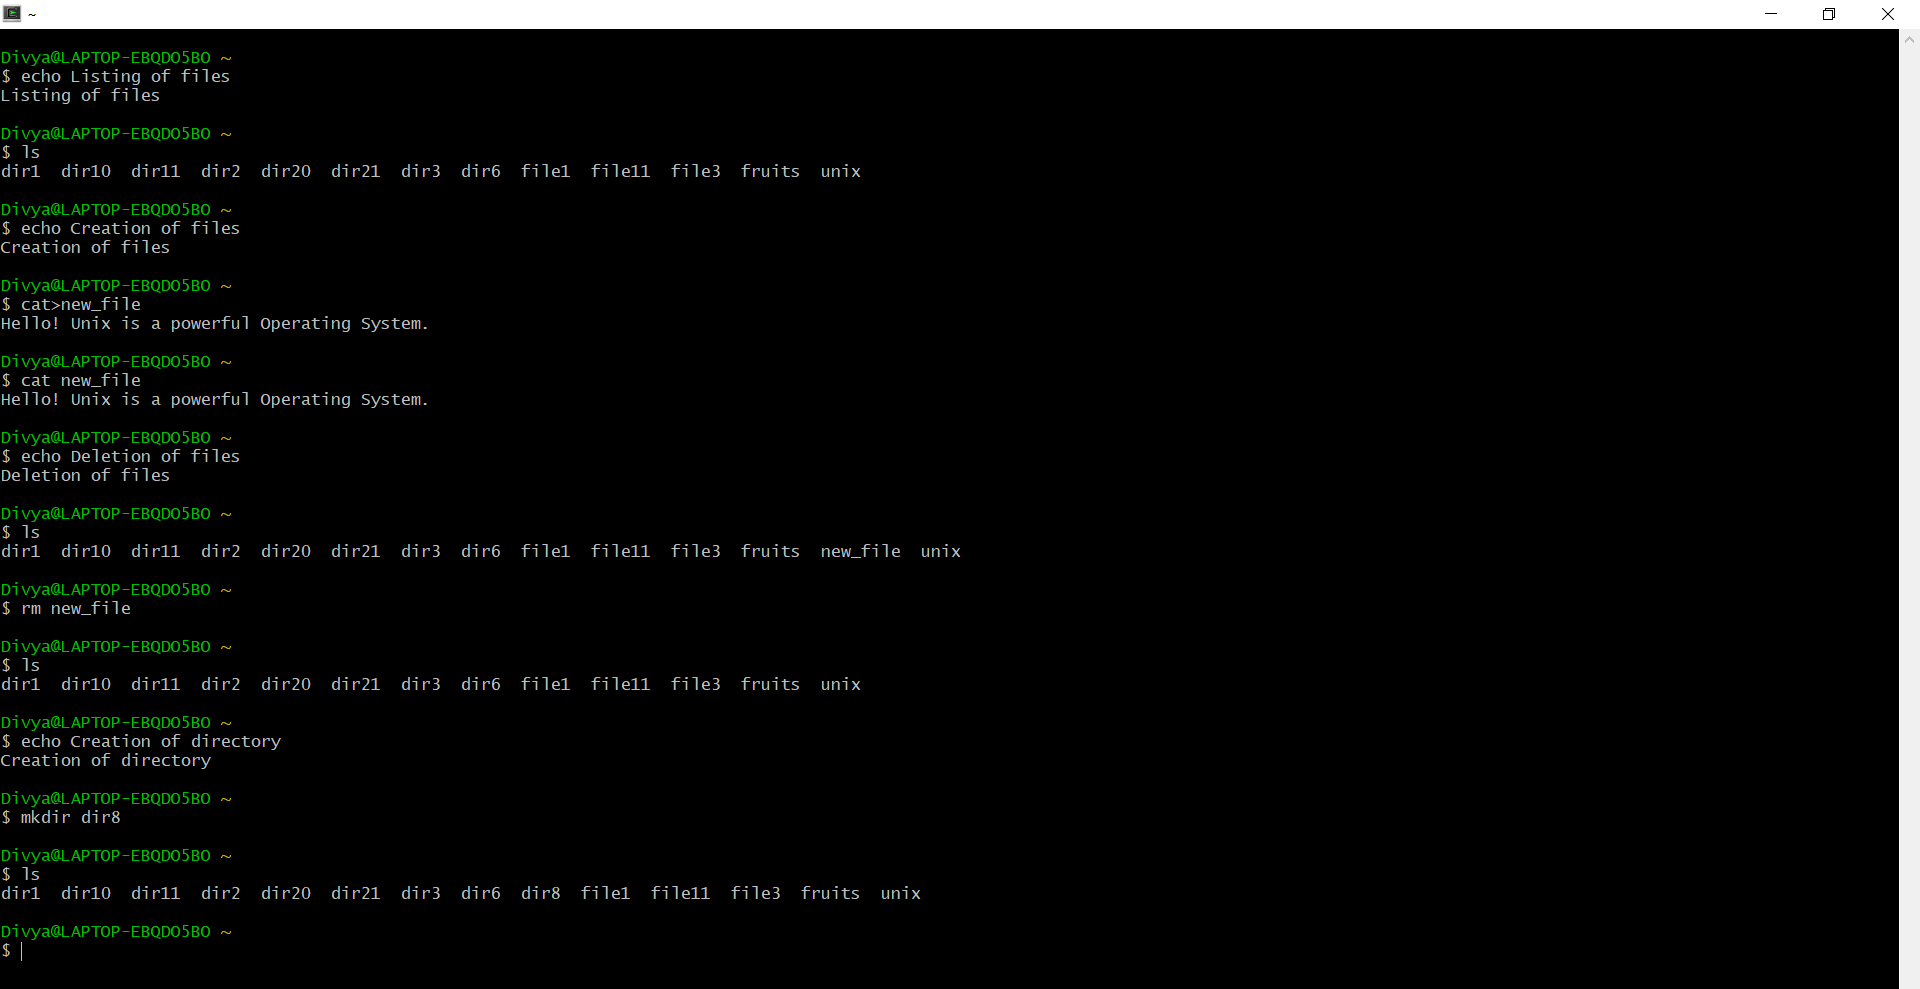 ~
Divya@LAPTOP-EBQDO5BO ~
$ echo Listing of files
Listing of files
Divya@LAPTOP-EBQDO5BO ~
$ ls
dir1  dir10  dir11  dir2  dir20  dir21  dir3  dir6  file1  file11  file3  fruits  unix
Divya@LAPTOP-EBQDO5BO ~
$ echo Creation of files
Creation of files
Divya@LAPTOP-EBQDO5BO ~
$ cat>new_file
Hello! Unix is a powerful Operating System.
Divya@LAPTOP-EBQDO5BO ~
$ cat new_file
Hello! Unix is a powerful Operating System.
Divya@LAPTOP-EBQDO5BO ~
$ echo Deletion of files
Deletion of files
Divya@LAPTOP-EBQDO5BO ~
$ ls
dir1  dir10  dir11  dir2  dir20  dir21  dir3  dir6  file1  file11  file3  fruits  new_file  unix
Divya@LAPTOP-EBQDO5BO ~
$ rm new_file
Divya@LAPTOP-EBQDO5BO ~
$ ls
dir1  dir10  dir11  dir2  dir20  dir21  dir3  dir6  file1  file11  file3  fruits  unix
Divya@LAPTOP-EBQDO5BO ~
$ echo Creation of directory
Creation of directory
Divya@LAPTOP-EBQDO5BO ~
$ mkdir dir8
Divya@LAPTOP-EBQDO5BO ~
$ ls
dir1  dir10  dir11  dir2  dir20  dir21  dir3  dir6  dir8  file1  file11  file3  fruits  unix
Divya@LAPTOP-EBQDO5BO ~
$